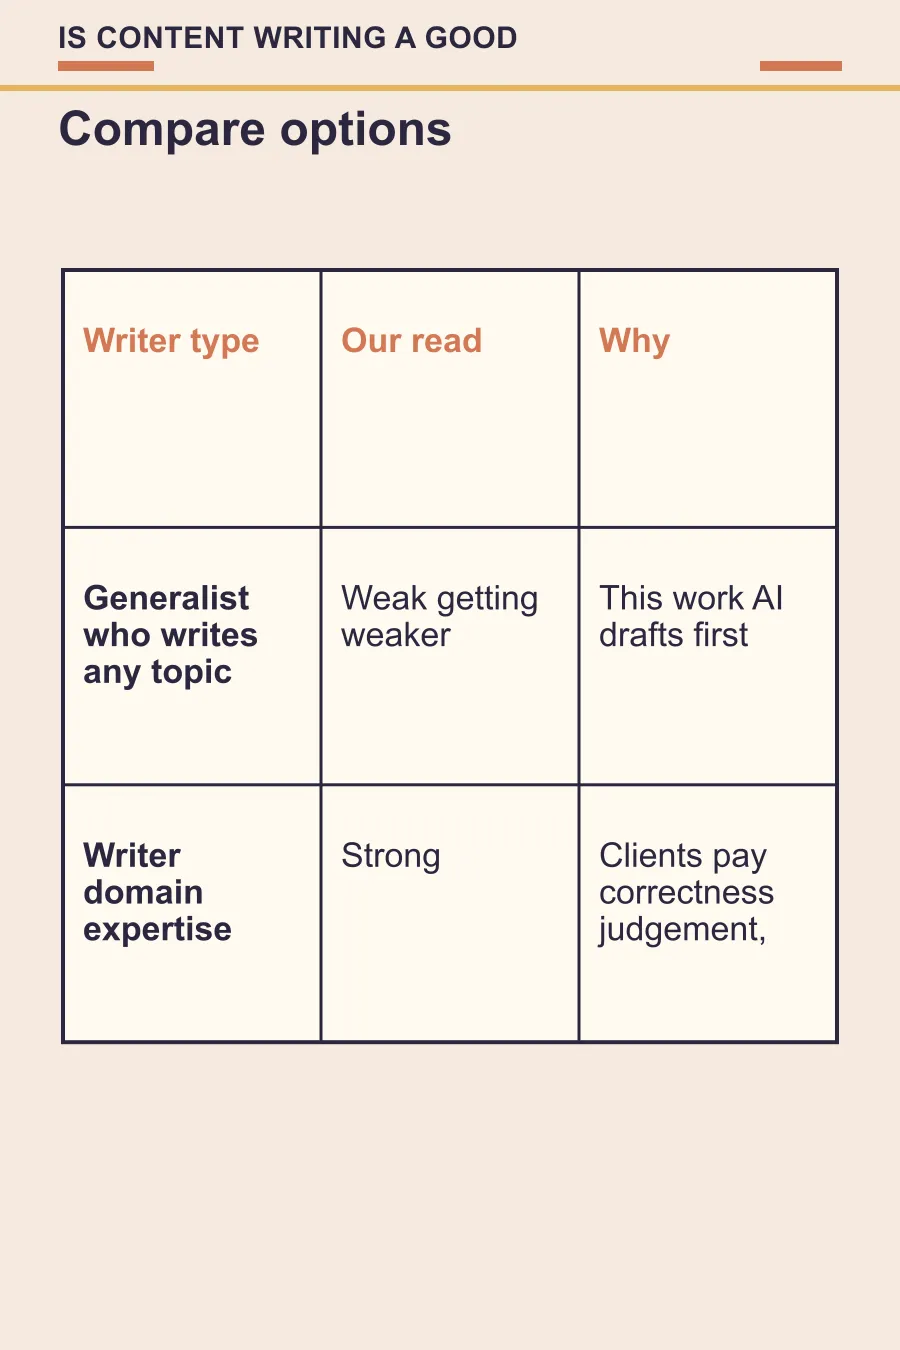 IS CONTENT WRITING A GOOD
Compare options
Writer type
Our read
Why
Generalist
who writes
any topic
Weak getting
weaker
This work AI
drafts first
Writer
domain
expertise
Strong
Clients pay
correctness
judgement,